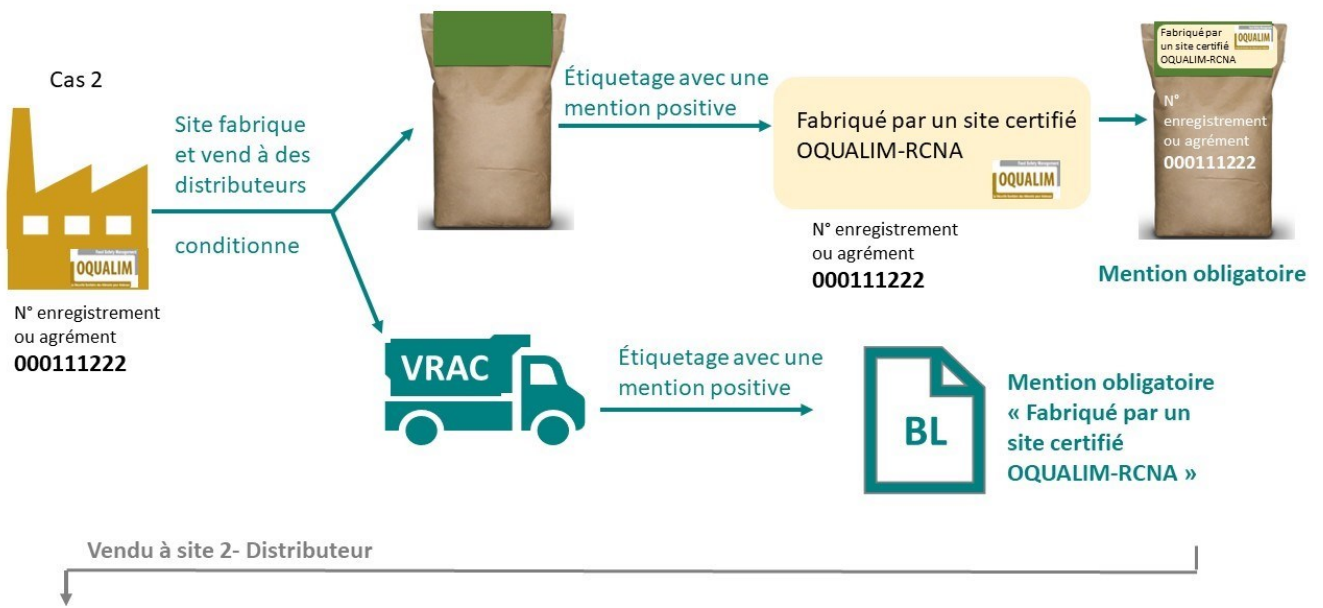 Cas 2
Site fabrique
et vend à des
distributeurs
conditionne
OQUALIM
N° enregistrement
ou agrément
000111222
Étiquetage avec une
mention positive
Fabriqué par un site certifié
OQUALIM-RCNA
OQUALIM
N° enregistrement
ou agrément
000111222
Fabriqué par
un site certifié
OQUALIM-RCNA
OQUALIM
N°
enregistrement
ou agrément
000111222
Mention obligatoire
VRAC
Étiquetage avec une
mention positive
BL
Mention obligatoire
« Fabriqué par un
site certifié
OQUALIM-RCNA »
Vendu à site 2- Distributeur